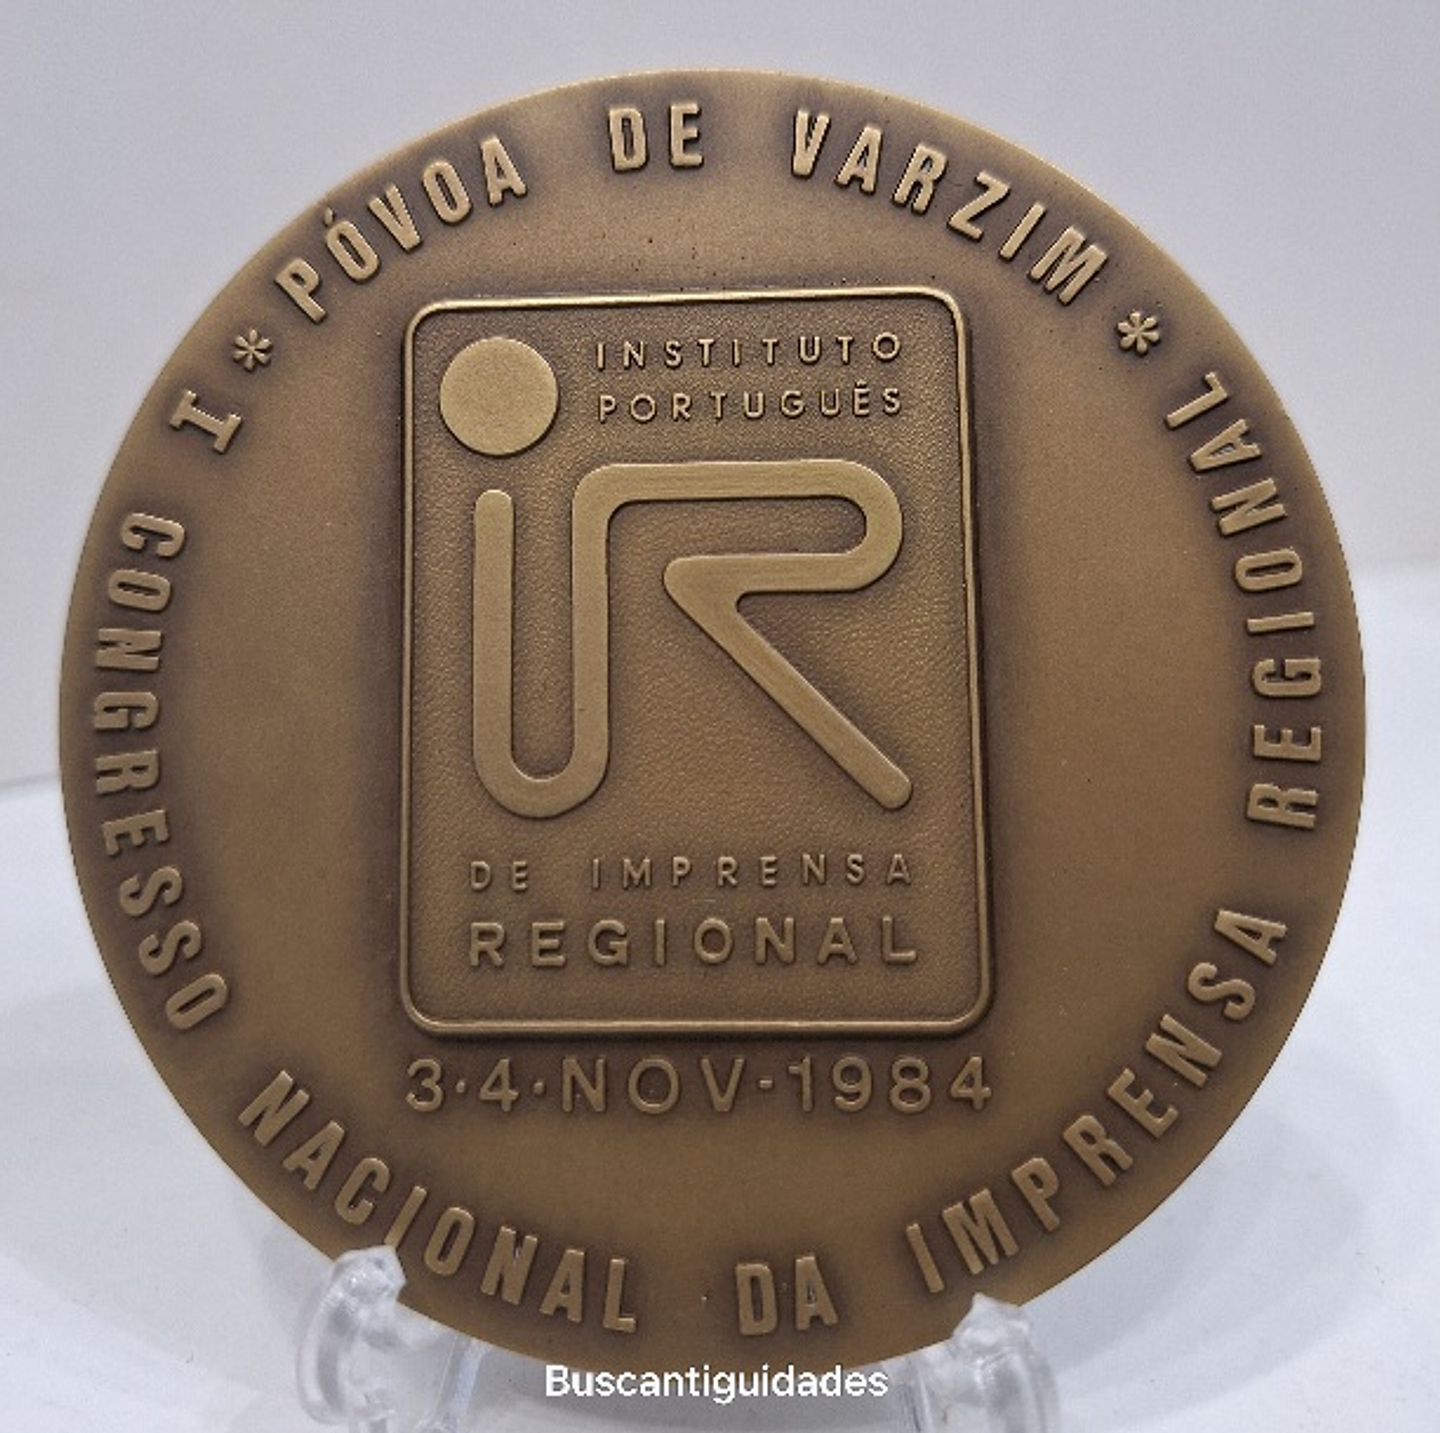 PÓVOA DE VARZIM
* I CONGRESSO NACIONAL DA IMPRENSA REGIONAL *
INSTITUTO
PORTUGUÊS
iR
DE IMPRENSA
REGIONAL
3·4·NOV-1984
Buscantiguidades